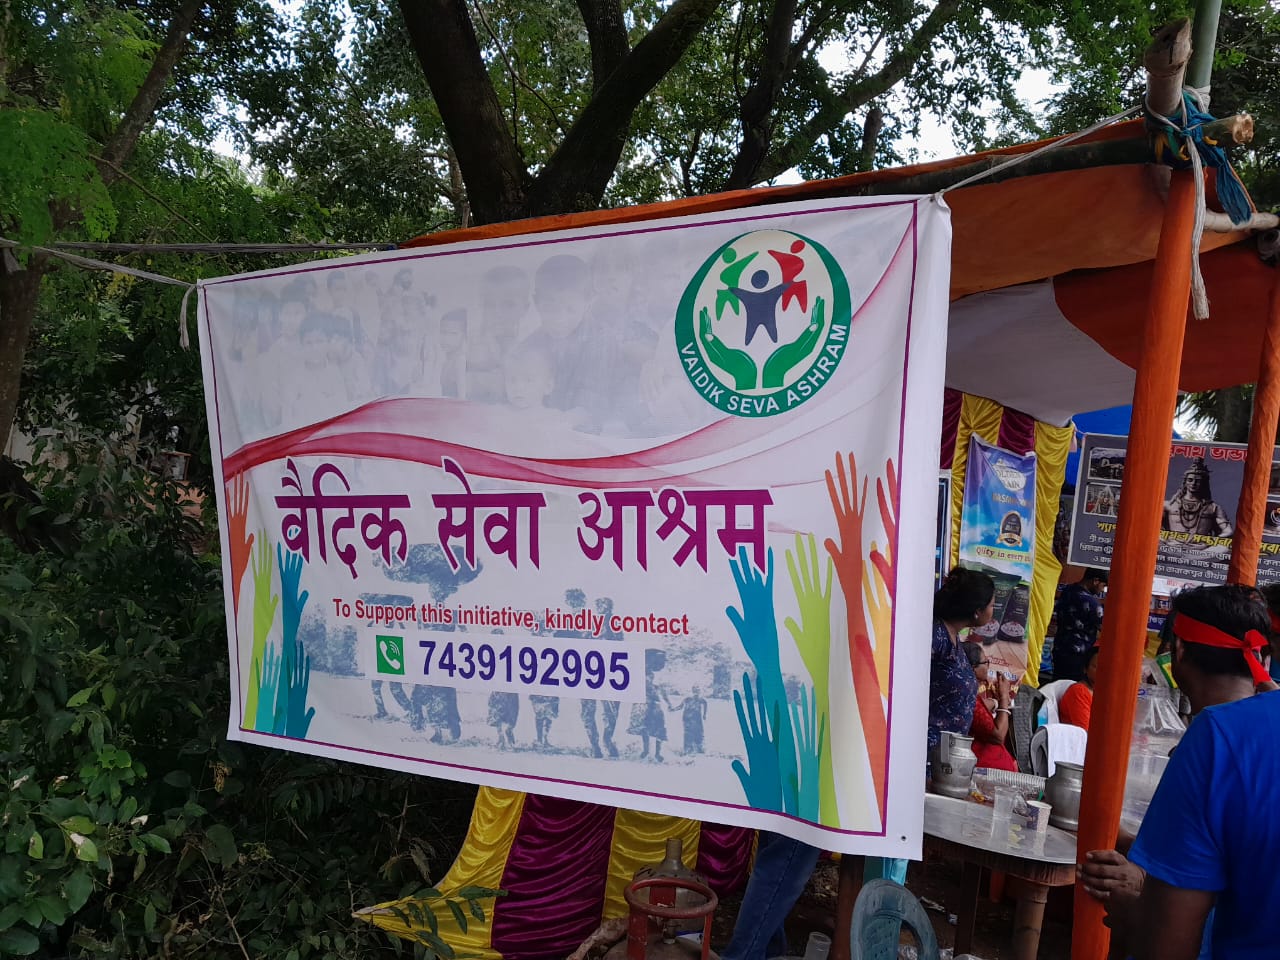 VAIDIK SEVA ASHRAM
वैदिक सेवा आश्रम
To Support this initiative, kindly contact
7439192995